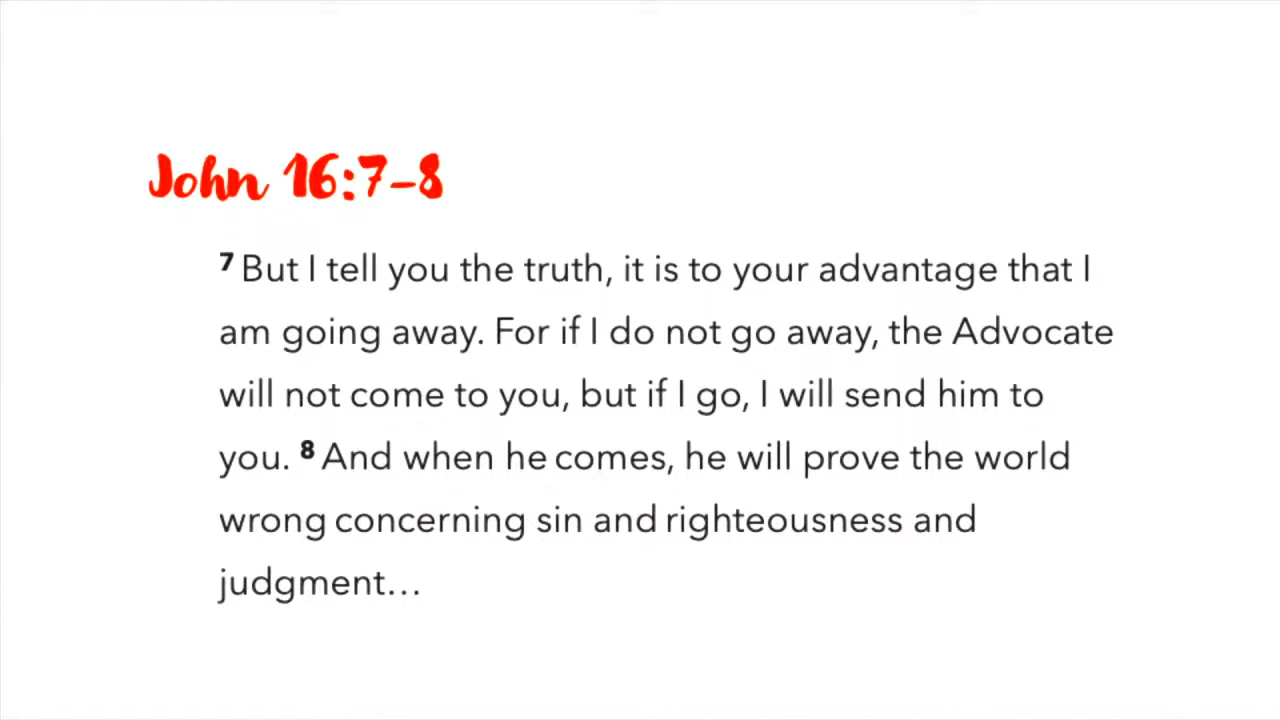 John 16:7-8
7 But I tell you the truth, it is to your advantage that I
am going away. For if I do not go away, the Advocate
will not come to you, but if I go, I will send him to
you. 8 And when he comes, he will prove the world
wrong concerning sin and righteousness and
judgment…